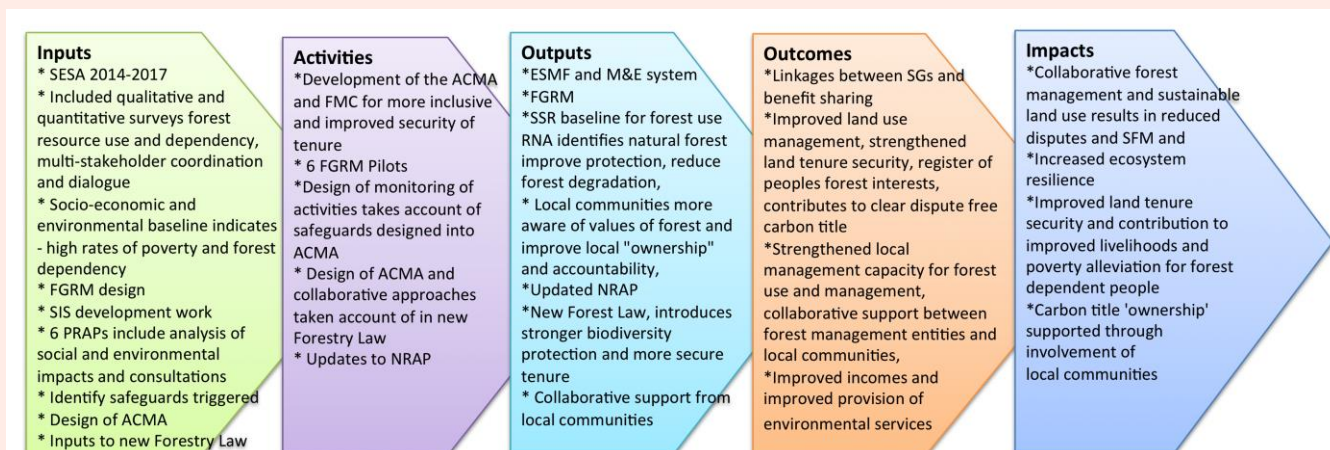 Inputs
* SESA 2014-2017
* Included qualitative and
quantitative surveys forest
resource use and dependency,
multi-stakeholder coordination
and dialogue
* Socio-economic and
environmental baseline indicates
- high rates of poverty and forest
dependency
* FGRM design
* SIS development work
* 6 PRAPs include analysis of
social and environmental
impacts and consultations
* Identify safeguards triggered
* Design of ACMA
* Inputs to new Forestry Law
Activities
*Development of the ACMA
and FMC for more inclusive
and improved security of
tenure
* 6 FGRM Pilots
*Design of monitoring of
activities takes account of
safeguards designed into
ACMA
* Design of ACMA and
collaborative approaches
taken account of in new
Forestry Law
* Updates to NRAP
Outputs
*ESMF and M&E system
*FGRM
*SSR baseline for forest use
RNA identifies natural forest
improve protection, reduce
forest degradation,
* Local communities more
aware of values of forest and
improve local "ownership"
and accountability,
*Updated NRAP
*New Forest Law, introduces
stronger biodiversity
protection and more secure
tenure
* Collaborative support from
local communities
Outcomes
*Linkages between SGs and
benefit sharing
*Improved land use
management, strengthened
land tenure security, register of
peoples forest interests,
contributes to clear dispute free
carbon title
*Strengthened local
management capacity for forest
use and management,
collaborative support between
forest management entities and
local communities,
*Improved incomes and
improved provision of
environmental services
Impacts
*Collaborative forest
management and sustainable
land use results in reduced
disputes and SFM and
*Increased ecosystem
resilience
*Improved land tenure
security and contribution to
improved livelihoods and
poverty alleviation for forest
dependent people
*Carbon title 'ownership'
supported through
involvement of
local communities